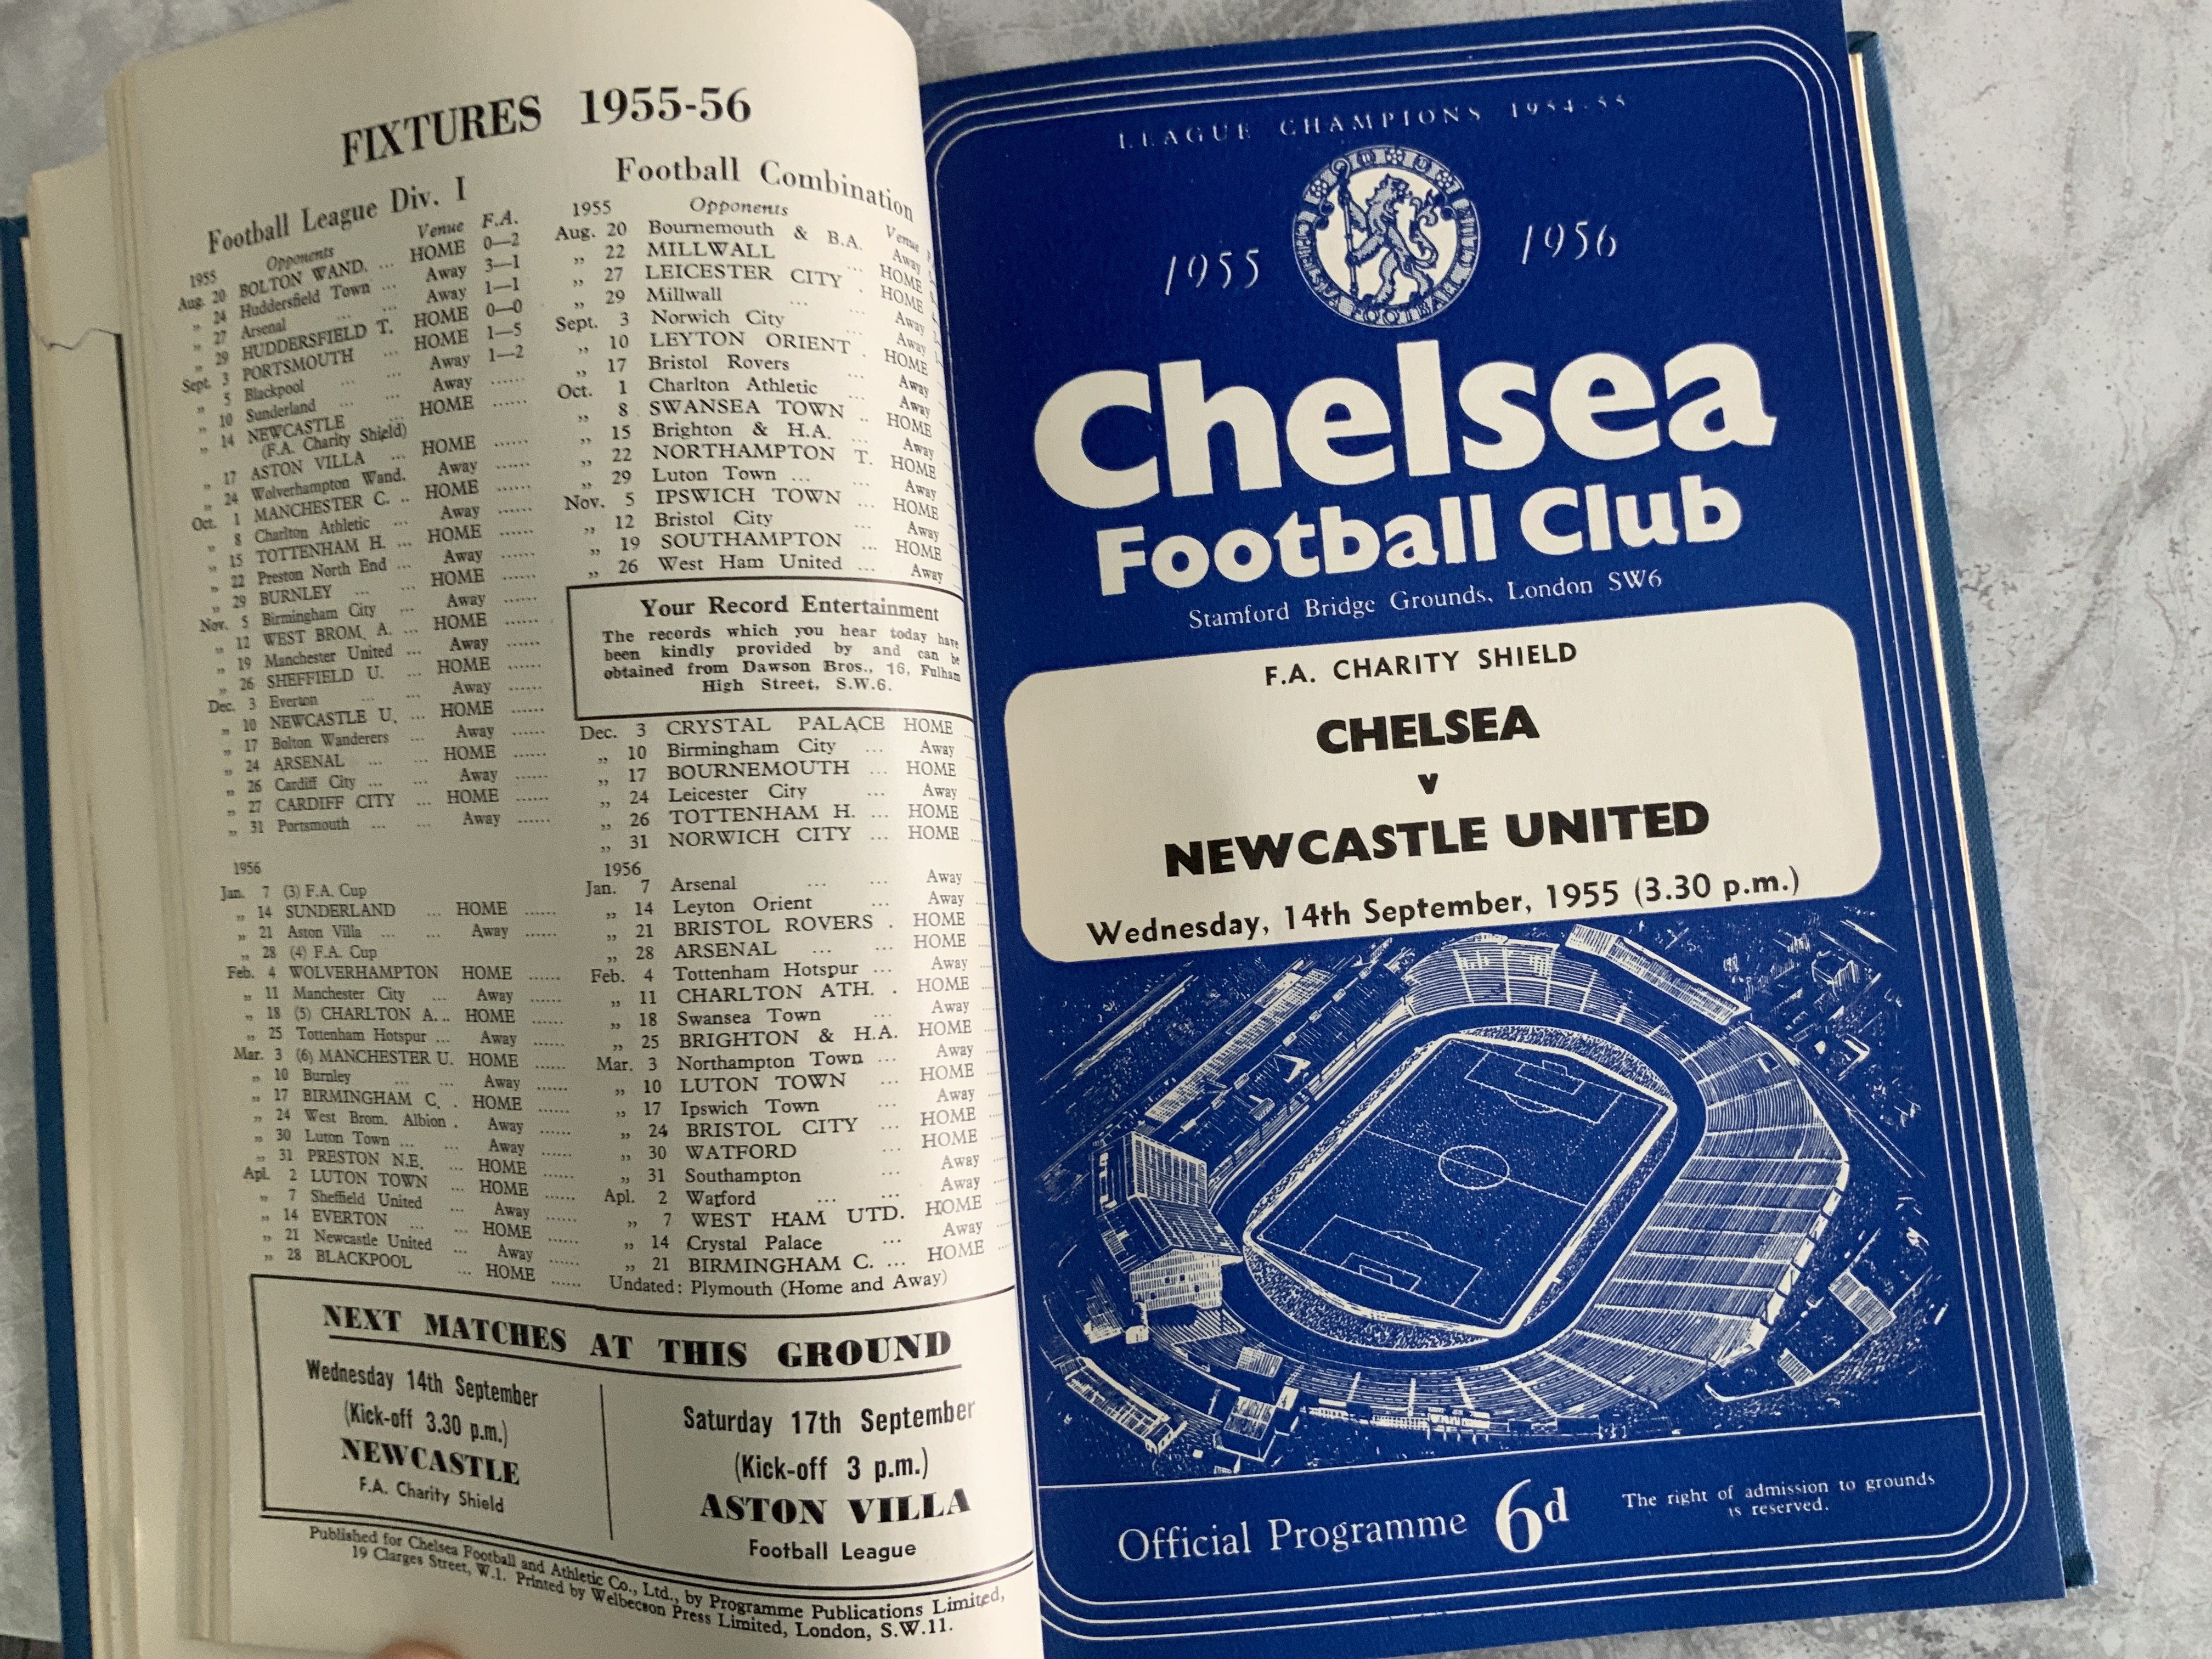 FIXTURES 1955-56
Football League Div. I
1955 Opponents Venue F.A.
Aug. 20 BOLTON WAND. ... HOME 0—2
„ 24 Huddersfield Town ... Away 3—1
„ 27 Arsenal ... ... Away 1—1
„ 29 HUDDERSFIELD T. HOME 0—0
Sept. 3 PORTSMOUTH ... HOME 1—5
„ 5 Blackpool ... ... Away 1—2
„ 10 Sunderland ... ... Away ......
„ 14 NEWCASTLE ... HOME ......
(F.A. Charity Shield)
„ 17 ASTON VILLA ... HOME ......
„ 24 Wolverhampton Wand. Away ......
Oct. 1 MANCHESTER C. .. HOME ......
„ 8 Charlton Athletic ... Away ......
„ 15 TOTTENHAM H. ... HOME ......
„ 22 Preston North End ... Away ......
„ 29 BURNLEY ... ... HOME ......
Nov. 5 Birmingham City ... Away ......
„ 12 WEST BROM. A. ... HOME ......
„ 19 Manchester United ... Away ......
„ 26 SHEFFIELD U. ... HOME ......
Dec. 3 Everton ... ... Away ......
„ 10 NEWCASTLE U. ... HOME ......
„ 17 Bolton Wanderers ... Away ......
„ 24 ARSENAL ... ... HOME ......
„ 26 Cardiff City ... ... Away ......
„ 27 CARDIFF CITY ... HOME ......
„ 31 Portsmouth ... ... Away ......
1956
Jan. 7 (3) F.A. Cup
„ 14 SUNDERLAND ... HOME ......
„ 21 Aston Villa ... ... Away ......
„ 28 (4) F.A. Cup
Feb. 4 WOLVERHAMPTON HOME ......
„ 11 Manchester City ... Away ......
„ 18 (5) CHARLTON A... HOME ......
„ 25 Tottenham Hotspur ... Away ......
Mar. 3 (6) MANCHESTER U. HOME ......
„ 10 Burnley ... ... Away ......
„ 17 BIRMINGHAM C. . HOME ......
„ 24 West Brom. Albion . Away ......
„ 30 Luton Town ... ... Away ......
„ 31 PRESTON N.E. ... HOME ......
Apl. 2 LUTON TOWN ... HOME ......
„ 7 Sheffield United ... Away ......
„ 14 EVERTON ... ... HOME ......
„ 21 Newcastle United ... Away ......
„ 28 BLACKPOOL ... HOME ......
Football Combination
1955 Opponents Venue
Aug. 20 Bournemouth & B.A. Away
„ 22 MILLWALL ... HOME
„ 27 LEICESTER CITY . HOME
„ 29 Millwall ... ... Away
Sept. 3 Norwich City ... Away
„ 10 LEYTON ORIENT . HOME
„ 17 Bristol Rovers ... Away
Oct. 1 Charlton Athletic ... Away
„ 8 SWANSEA TOWN .. HOME
„ 15 Brighton & H.A. ... Away
„ 22 NORTHAMPTON T. HOME
„ 29 Luton Town ... ... Away
Nov. 5 IPSWICH TOWN ... HOME
„ 12 Bristol City ... Away
„ 19 SOUTHAMPTON ... HOME
„ 26 West Ham United ... Away
Your Record Entertainment
The records which you hear today have
been kindly provided by and can be
obtained from Dawson Bros., 16, Fulham
High Street, S.W.6.
Dec. 3 CRYSTAL PALACE HOME
„ 10 Birmingham City ... Away
„ 17 BOURNEMOUTH ... HOME
„ 24 Leicester City ... Away
„ 26 TOTTENHAM H. ... HOME
„ 31 NORWICH CITY ... HOME
1956
Jan. 7 Arsenal ... ... Away
„ 14 Leyton Orient ... Away
„ 21 BRISTOL ROVERS . HOME
„ 28 ARSENAL ... ... HOME
Feb. 4 Tottenham Hotspur ... Away
„ 11 CHARLTON ATH. . HOME
„ 18 Swansea Town ... Away
„ 25 BRIGHTON & H.A. HOME
Mar. 3 Northampton Town ... Away
„ 10 LUTON TOWN ... HOME
„ 17 Ipswich Town ... Away
„ 24 BRISTOL CITY ... HOME
„ 30 WATFORD ... HOME
„ 31 Southampton ... Away
Apl. 2 Watford ... ... Away
„ 7 WEST HAM UTD. HOME
„ 14 Crystal Palace ... Away
„ 21 BIRMINGHAM C. ... HOME
Undated: Plymouth (Home and Away)
NEXT MATCHES AT THIS GROUND
Wednesday 14th September
(Kick-off 3.30 p.m.)
NEWCASTLE
F.A. Charity Shield
Saturday 17th September
(Kick-off 3 p.m.)
ASTON VILLA
Football League
Published for Chelsea Football and Athletic Co., Ltd., by Programme Publications Limited,
19 Clarges Street, W.1. Printed by Welbecson Press Limited, London, S.W.11.
LEAGUE CHAMPIONS 1954-55
1955 1956
CHELSEA FOOTBALL CLUB
Chelsea
Football Club
Stamford Bridge Grounds, London SW6
F.A. CHARITY SHIELD
CHELSEA
v
NEWCASTLE UNITED
Wednesday, 14th September, 1955 (3.30 p.m.)
Official Programme 6d
The right of admission to grounds
is reserved.